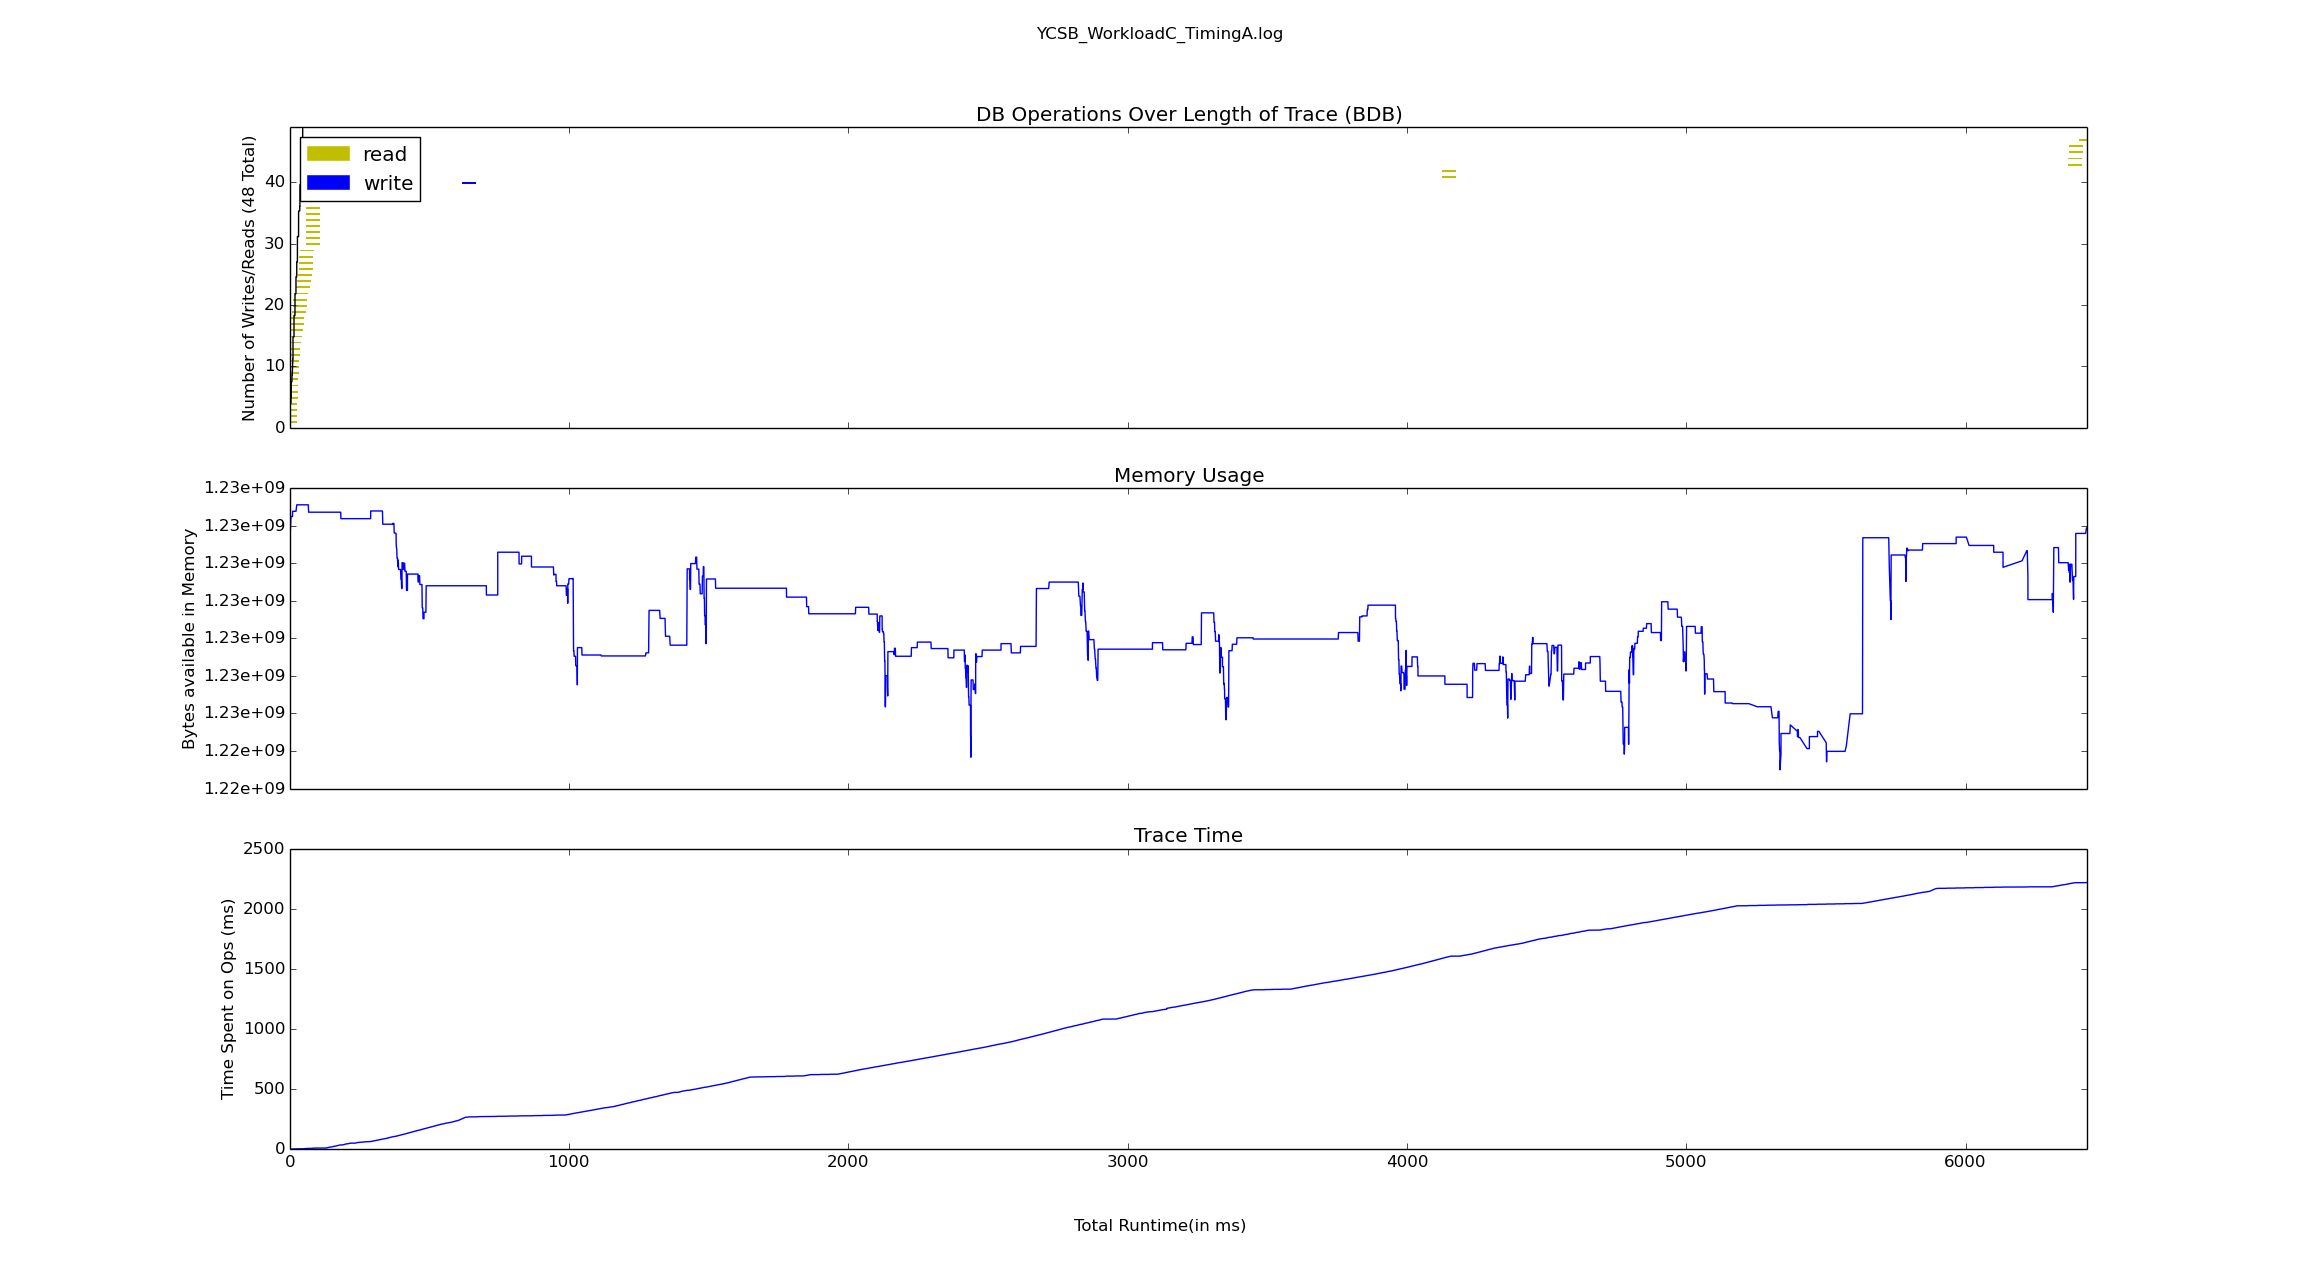 YCSB_WorkloadC_TimingA.log
DB Operations Over Length of Trace (BDB)
Number of Writes/Reads (48 Total)
40
30
20
10
0
read
write
Memory Usage
Bytes available in Memory
1.23e+09
1.23e+09
1.23e+09
1.23e+09
1.23e+09
1.23e+09
1.23e+09
1.22e+09
1.22e+09
Trace Time
Time Spent on Ops (ms)
2500
2000
1500
1000
500
0
0 1000 2000 3000 4000 5000 6000
Total Runtime(in ms)